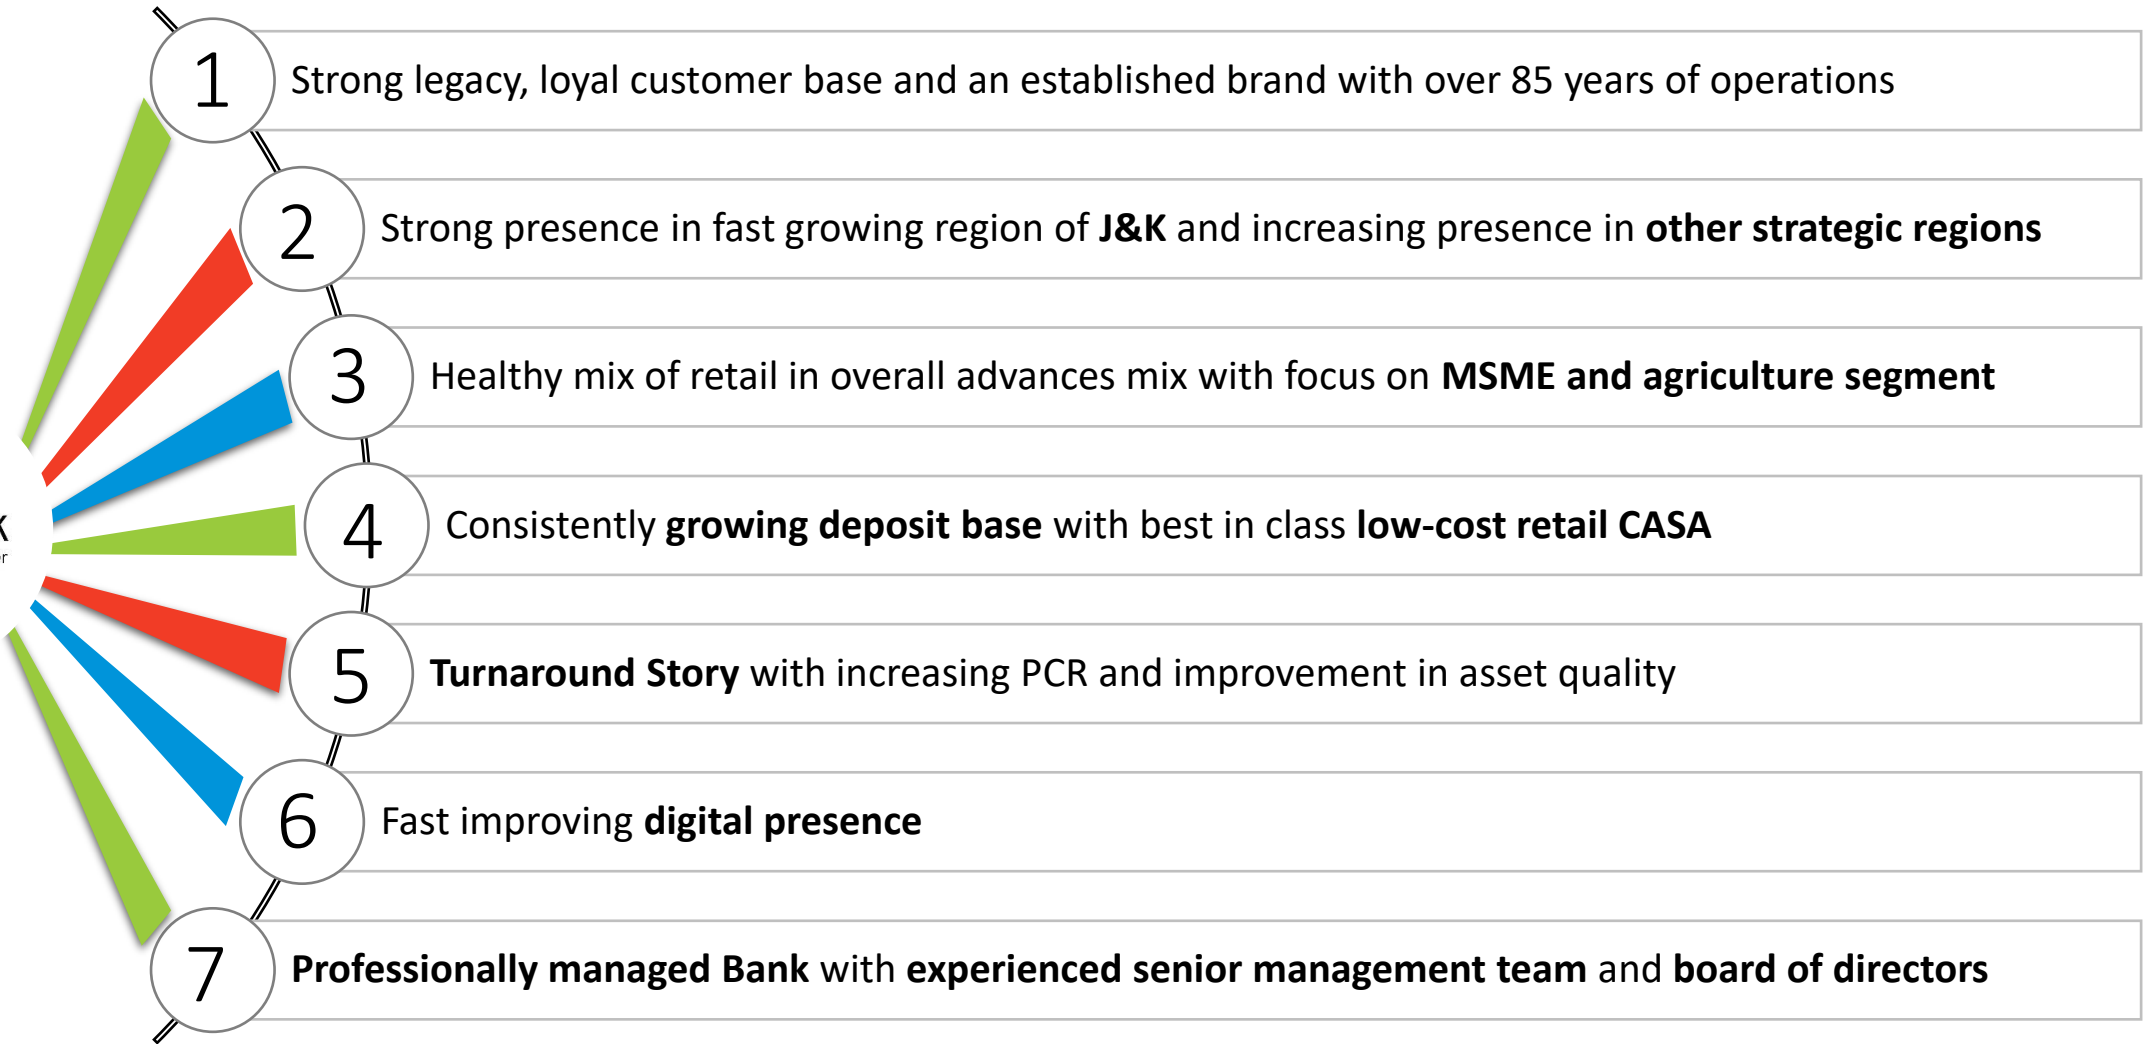 1
Strong legacy, loyal customer base and an established brand with over 85 years of operations
2
Strong presence in fast growing region of J&K and increasing presence in other strategic regions
3
Healthy mix of retail in overall advances mix with focus on MSME and agriculture segment
4
Consistently growing deposit base with best in class low-cost retail CASA
5
Turnaround Story with increasing PCR and improvement in asset quality
6
Fast improving digital presence
7
Professionally managed Bank with experienced senior management team and board of directors